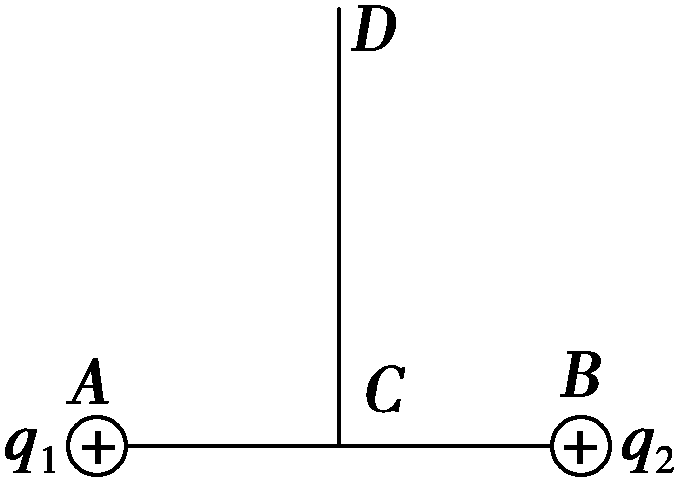 D
A C B
q₁ + + q₂